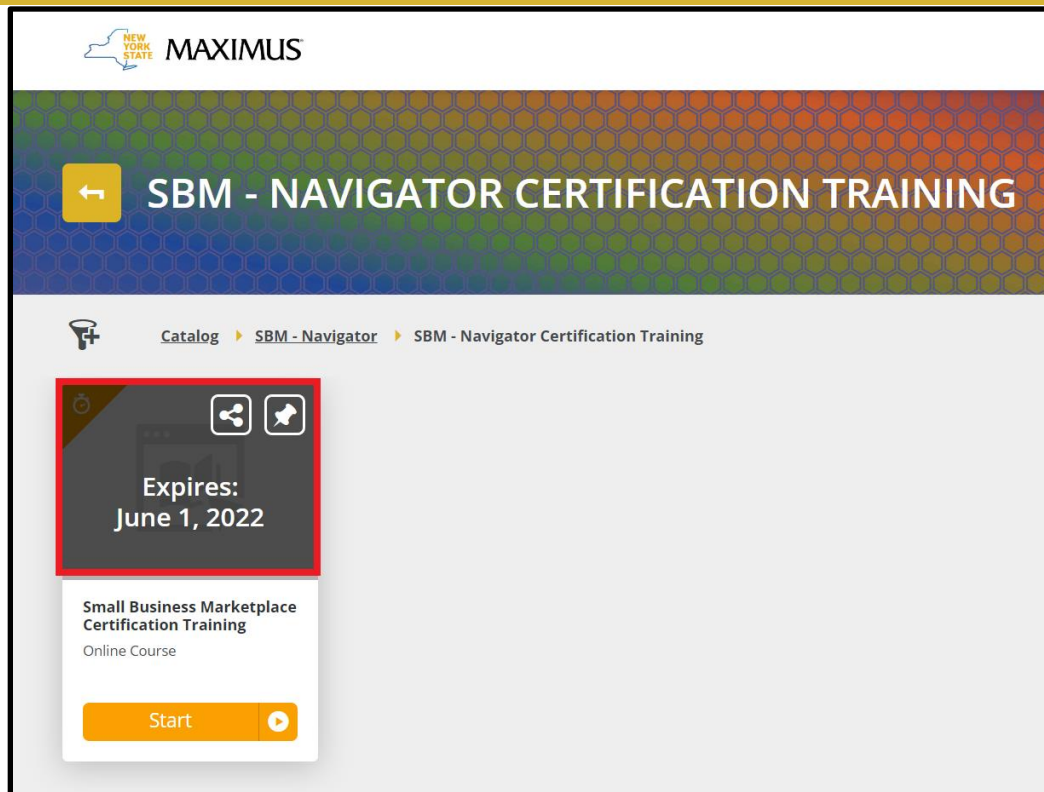 NEW
YORK
STATE
MAXIMUS
SBM - NAVIGATOR CERTIFICATION TRAINING
Catalog SBM - Navigator SBM - Navigator Certification Training
Expires:
June 1, 2022
Small Business Marketplace
Certification Training
Online Course
Start